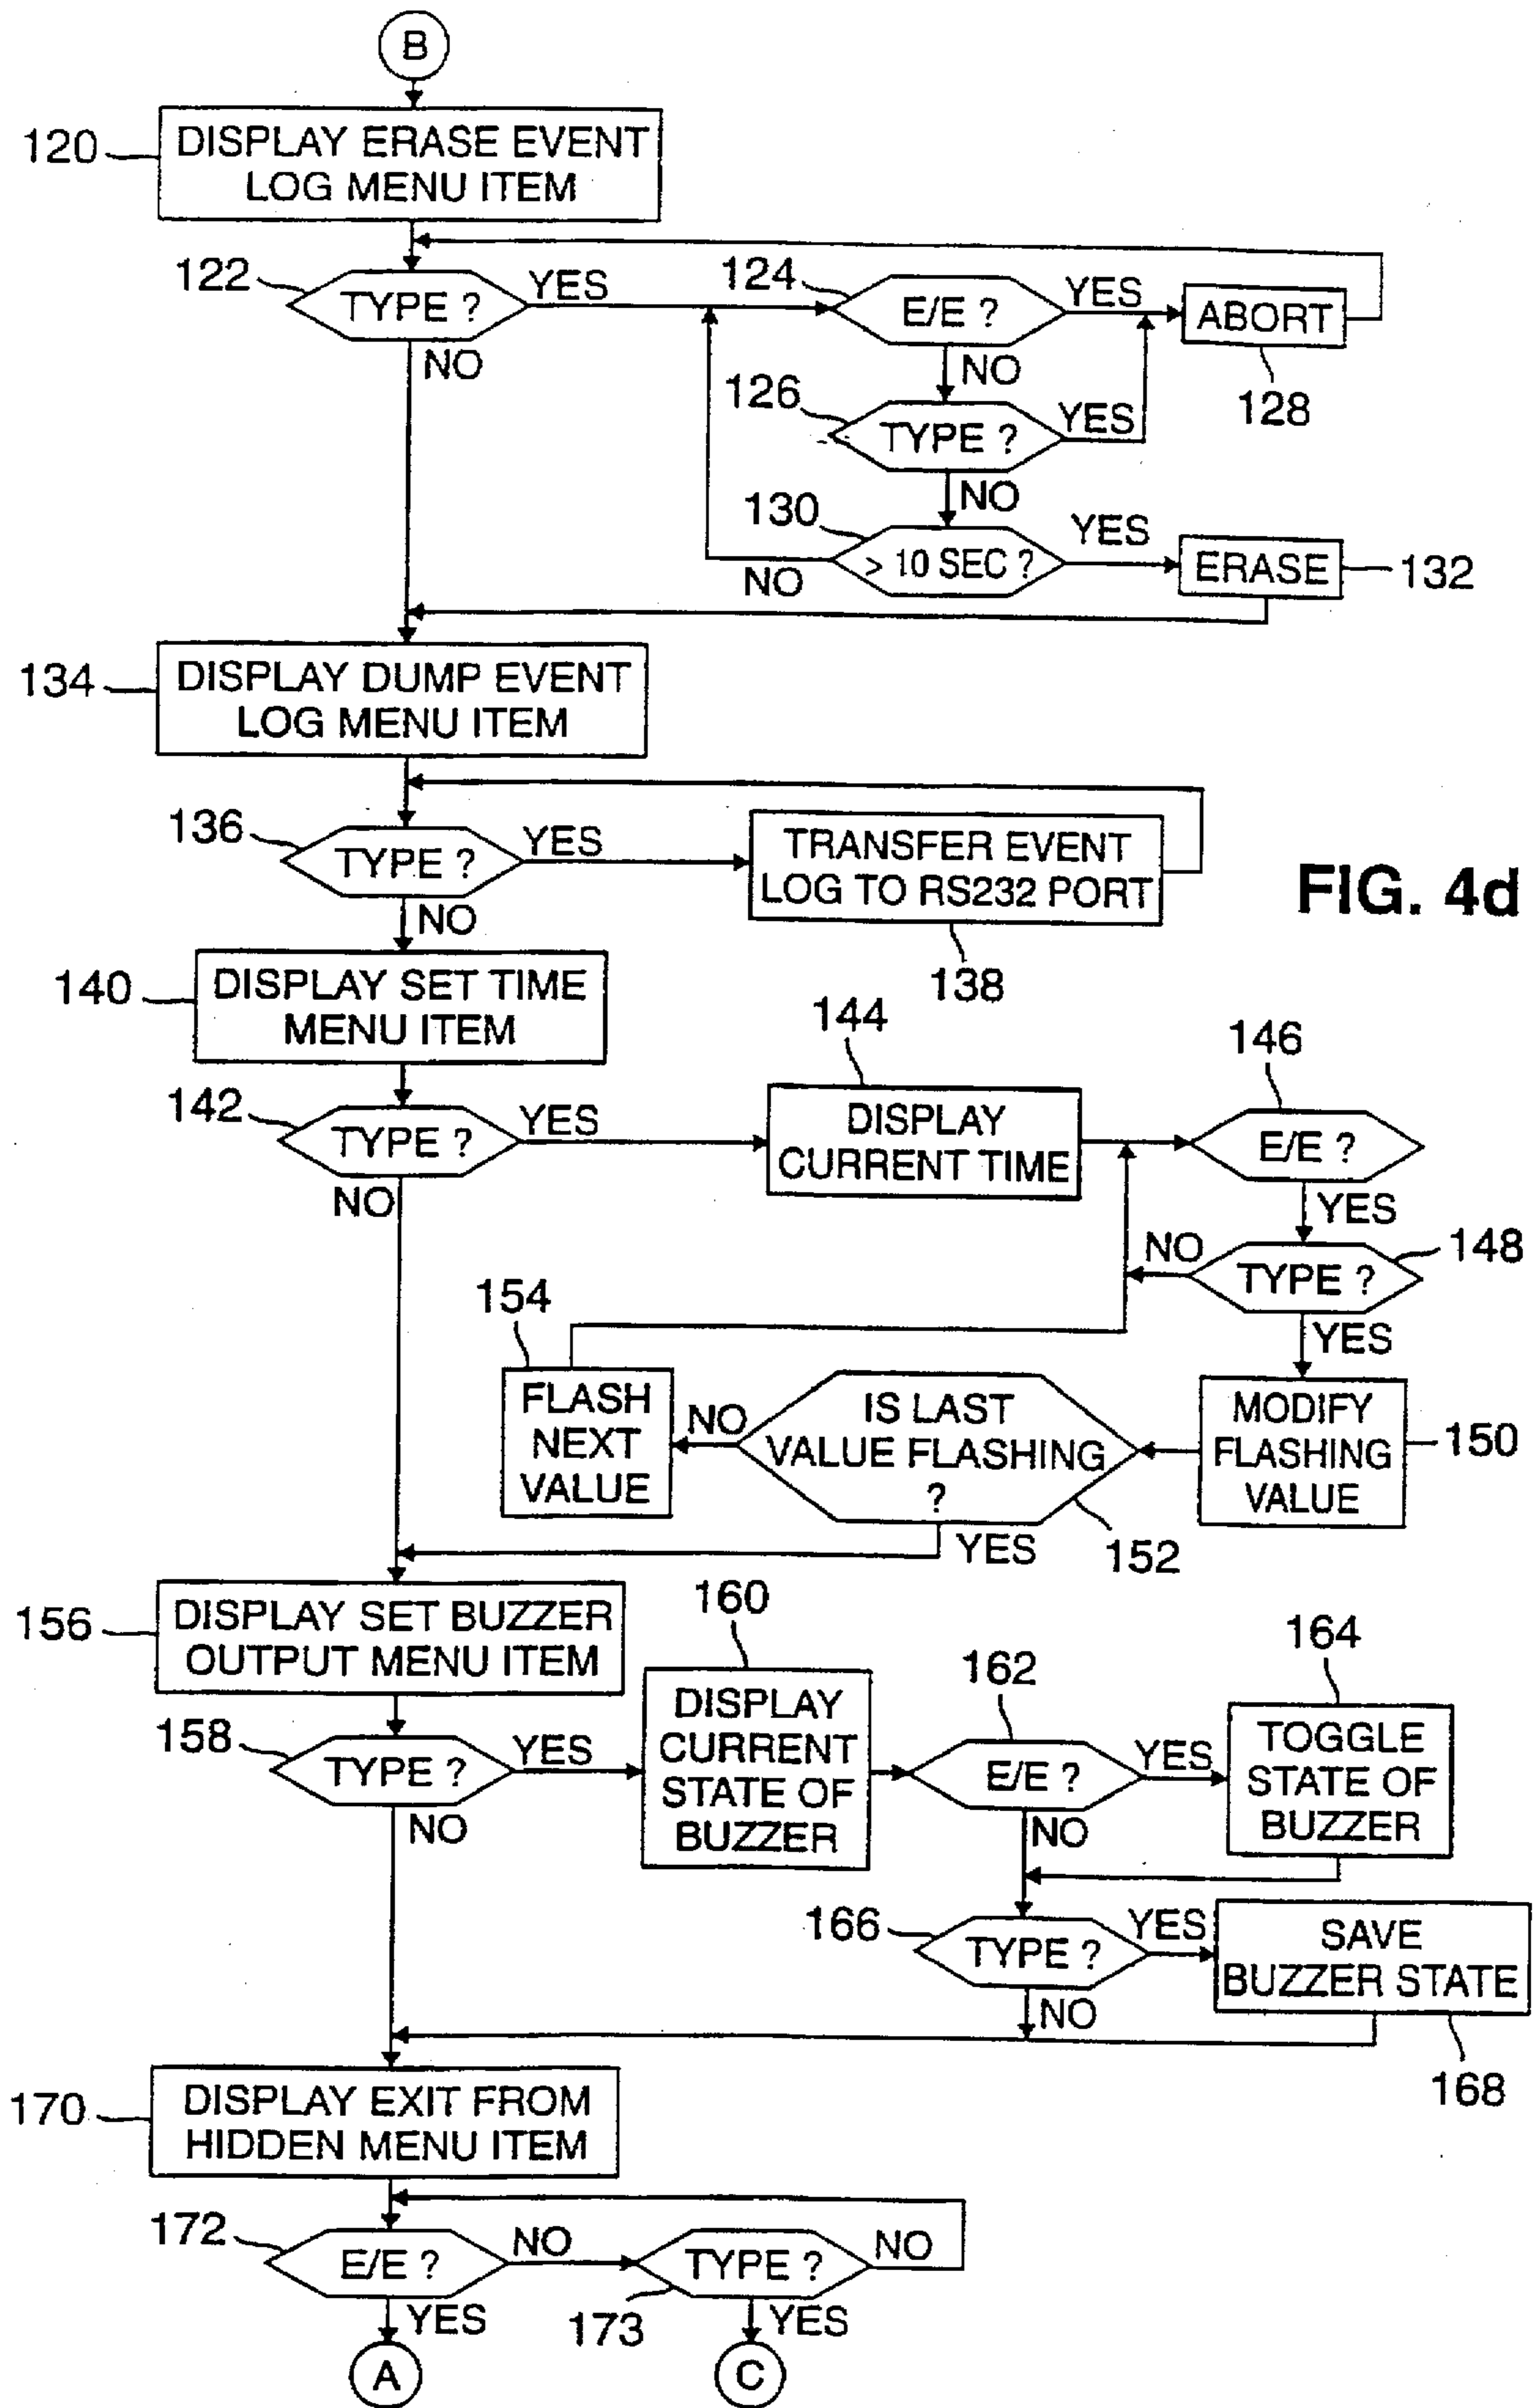 B
120
DISPLAY ERASE EVENT
LOG MENU ITEM
122
TYPE ?
YES
NO
124
E/E ?
YES
NO
ABORT
128
126
TYPE ?
YES
NO
130
> 10 SEC ?
YES
NO
ERASE
132
134
DISPLAY DUMP EVENT
LOG MENU ITEM
136
TYPE ?
YES
NO
TRANSFER EVENT
LOG TO RS232 PORT
138
FIG. 4d
140
DISPLAY SET TIME
MENU ITEM
142
TYPE ?
YES
NO
144
DISPLAY
CURRENT TIME
146
E/E ?
YES
148
TYPE ?
NO
YES
150
MODIFY
FLASHING
VALUE
152
IS LAST
VALUE FLASHING
?
NO
YES
154
FLASH
NEXT
VALUE
156
DISPLAY SET BUZZER
OUTPUT MENU ITEM
158
TYPE ?
YES
NO
160
DISPLAY
CURRENT
STATE OF
BUZZER
162
E/E ?
YES
NO
164
TOGGLE
STATE OF
BUZZER
166
TYPE ?
YES
NO
SAVE
BUZZER STATE
168
170
DISPLAY EXIT FROM
HIDDEN MENU ITEM
172
E/E ?
NO
YES
TYPE ?
NO
173
YES
A
C